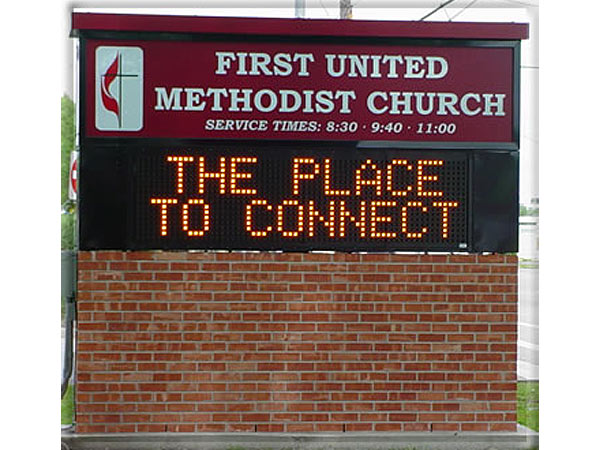 FIRST UNITED
METHODIST CHURCH
SERVICE TIMES: 8:30 · 9:40 · 11:00
THE PLACE
TO CONNECT